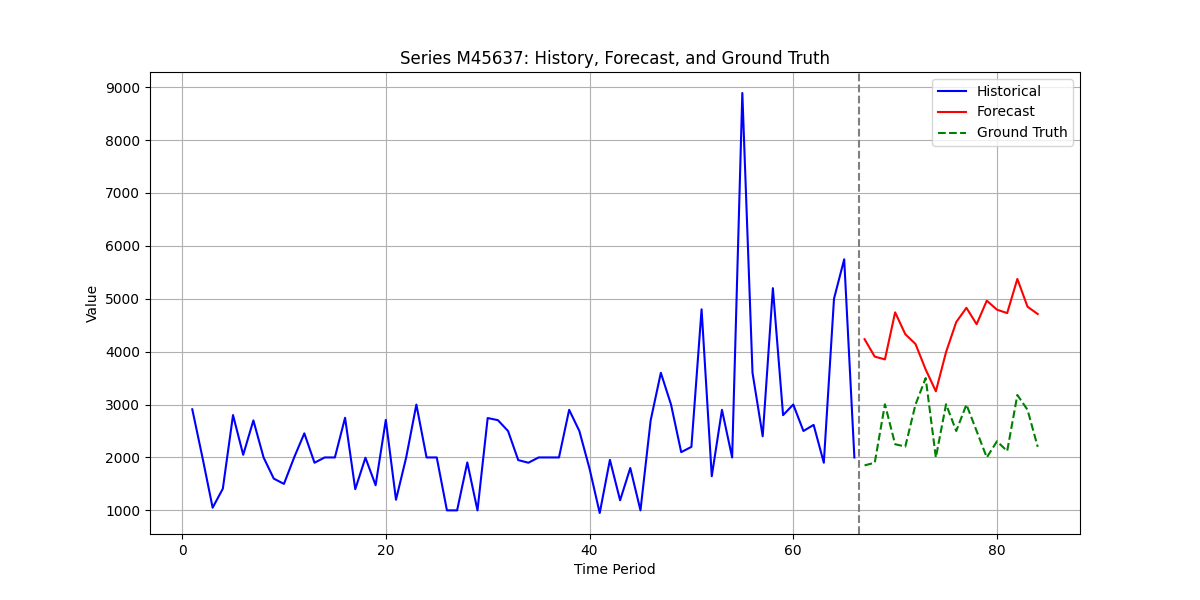 Series M45637: History, Forecast, and Ground Truth
Historical
Forecast
Ground Truth
9000
8000
7000
6000
5000
4000
3000
2000
1000
Value
0 20 40 60 80
Time Period